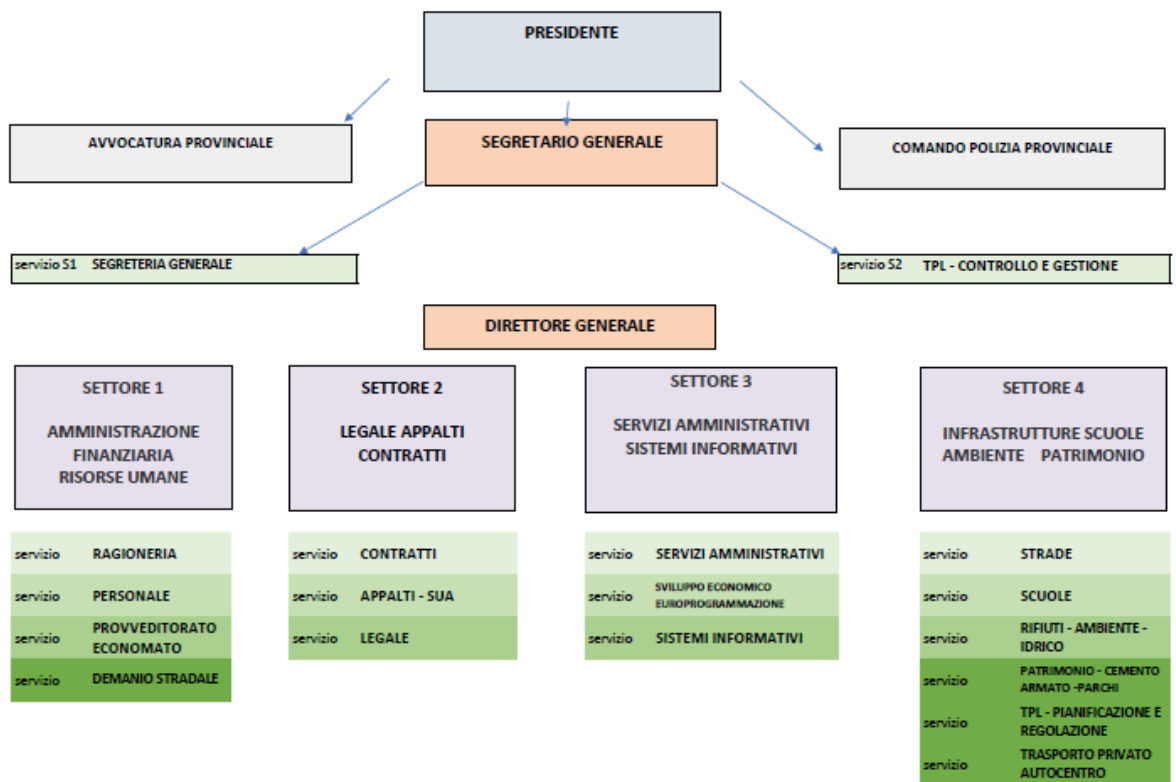 PRESIDENTE
AVVOCATURA PROVINCIALE
SEGRETARIO GENERALE
COMANDO POLIZIA PROVINCIALE
servizio S1 SEGRETERIA GENERALE
servizio S2 TPL - CONTROLLO E GESTIONE
DIRETTORE GENERALE
SETTORE 1
AMMINISTRAZIONE
FINANZIARIA
RISORSE UMANE
SETTORE 2
LEGALE APPALTI
CONTRATTI
SETTORE 3
SERVIZI AMMINISTRATIVI
SISTEMI INFORMATIVI
SETTORE 4
INFRASTRUTTURE SCUOLE
AMBIENTE PATRIMONIO
servizio RAGIONERIA
servizio PERSONALE
servizio PROVVEDITORATO
ECONOMATO
servizio DEMANIO STRADALE
servizio CONTRATTI
servizio APPALTI - SUA
servizio LEGALE
servizio SERVIZI AMMINISTRATIVI
servizio SVILUPPO ECONOMICO
EUROPROGRAMMAZIONE
servizio SISTEMI INFORMATIVI
servizio STRADE
servizio SCUOLE
servizio RIFIUTI - AMBIENTE -
IDRICO
servizio PATRIMONIO - CEMENTO
ARMATO -PARCHI
servizio TPL - PIANIFICAZIONE E
REGOLAZIONE
servizio TRASPORTO PRIVATO
AUTOCENTRO